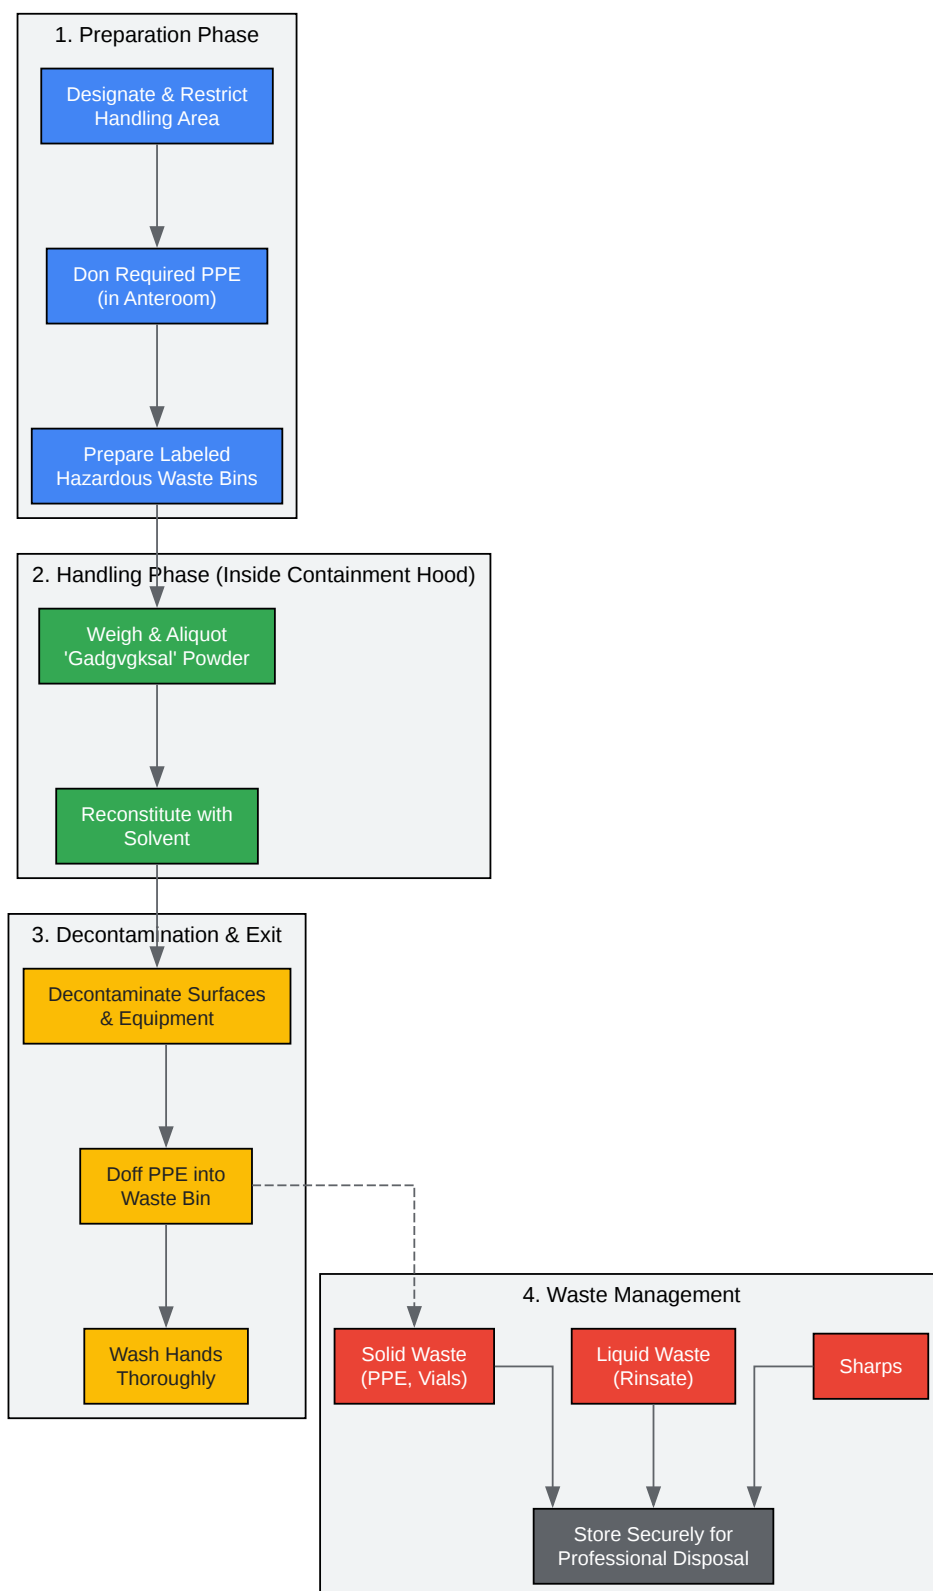 1. Preparation Phase
Designate & Restrict
Handling Area
Don Required PPE
(in Anteroom)
Prepare Labeled
Hazardous Waste Bins
2. Handling Phase (Inside Containment Hood)
Weigh & Aliquot
'Gadgvgksal' Powder
Reconstitute with
Solvent
3. Decontamination & Exit
Decontaminate Surfaces
& Equipment
Doff PPE into
Waste Bin
Wash Hands
Thoroughly
4. Waste Management
Solid Waste
(PPE, Vials)
Liquid Waste
(Rinsate)
Sharps
Store Securely for
Professional Disposal